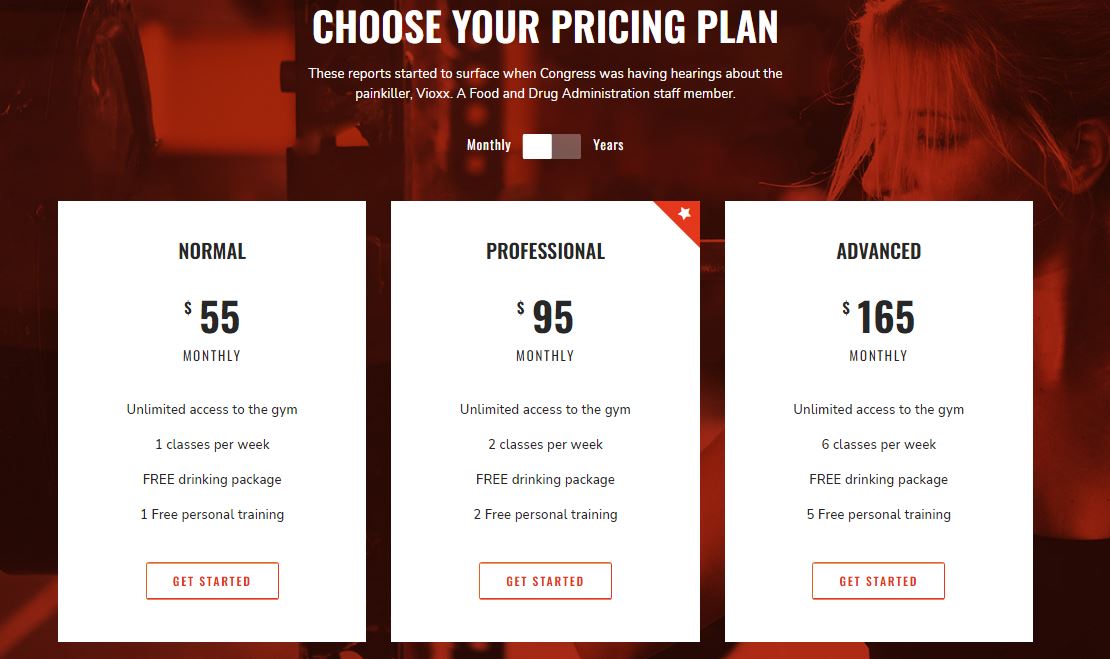 CHOOSE YOUR PRICING PLAN
These reports started to surface when Congress was having hearings about the
painkiller, Vioxx. A Food and Drug Administration staff member.
Monthly Years
NORMAL
$ 55
MONTHLY
Unlimited access to the gym
1 classes per week
FREE drinking package
1 Free personal training
GET STARTED
PROFESSIONAL
$ 95
MONTHLY
Unlimited access to the gym
2 classes per week
FREE drinking package
2 Free personal training
GET STARTED
ADVANCED
$ 165
MONTHLY
Unlimited access to the gym
6 classes per week
FREE drinking package
5 Free personal training
GET STARTED